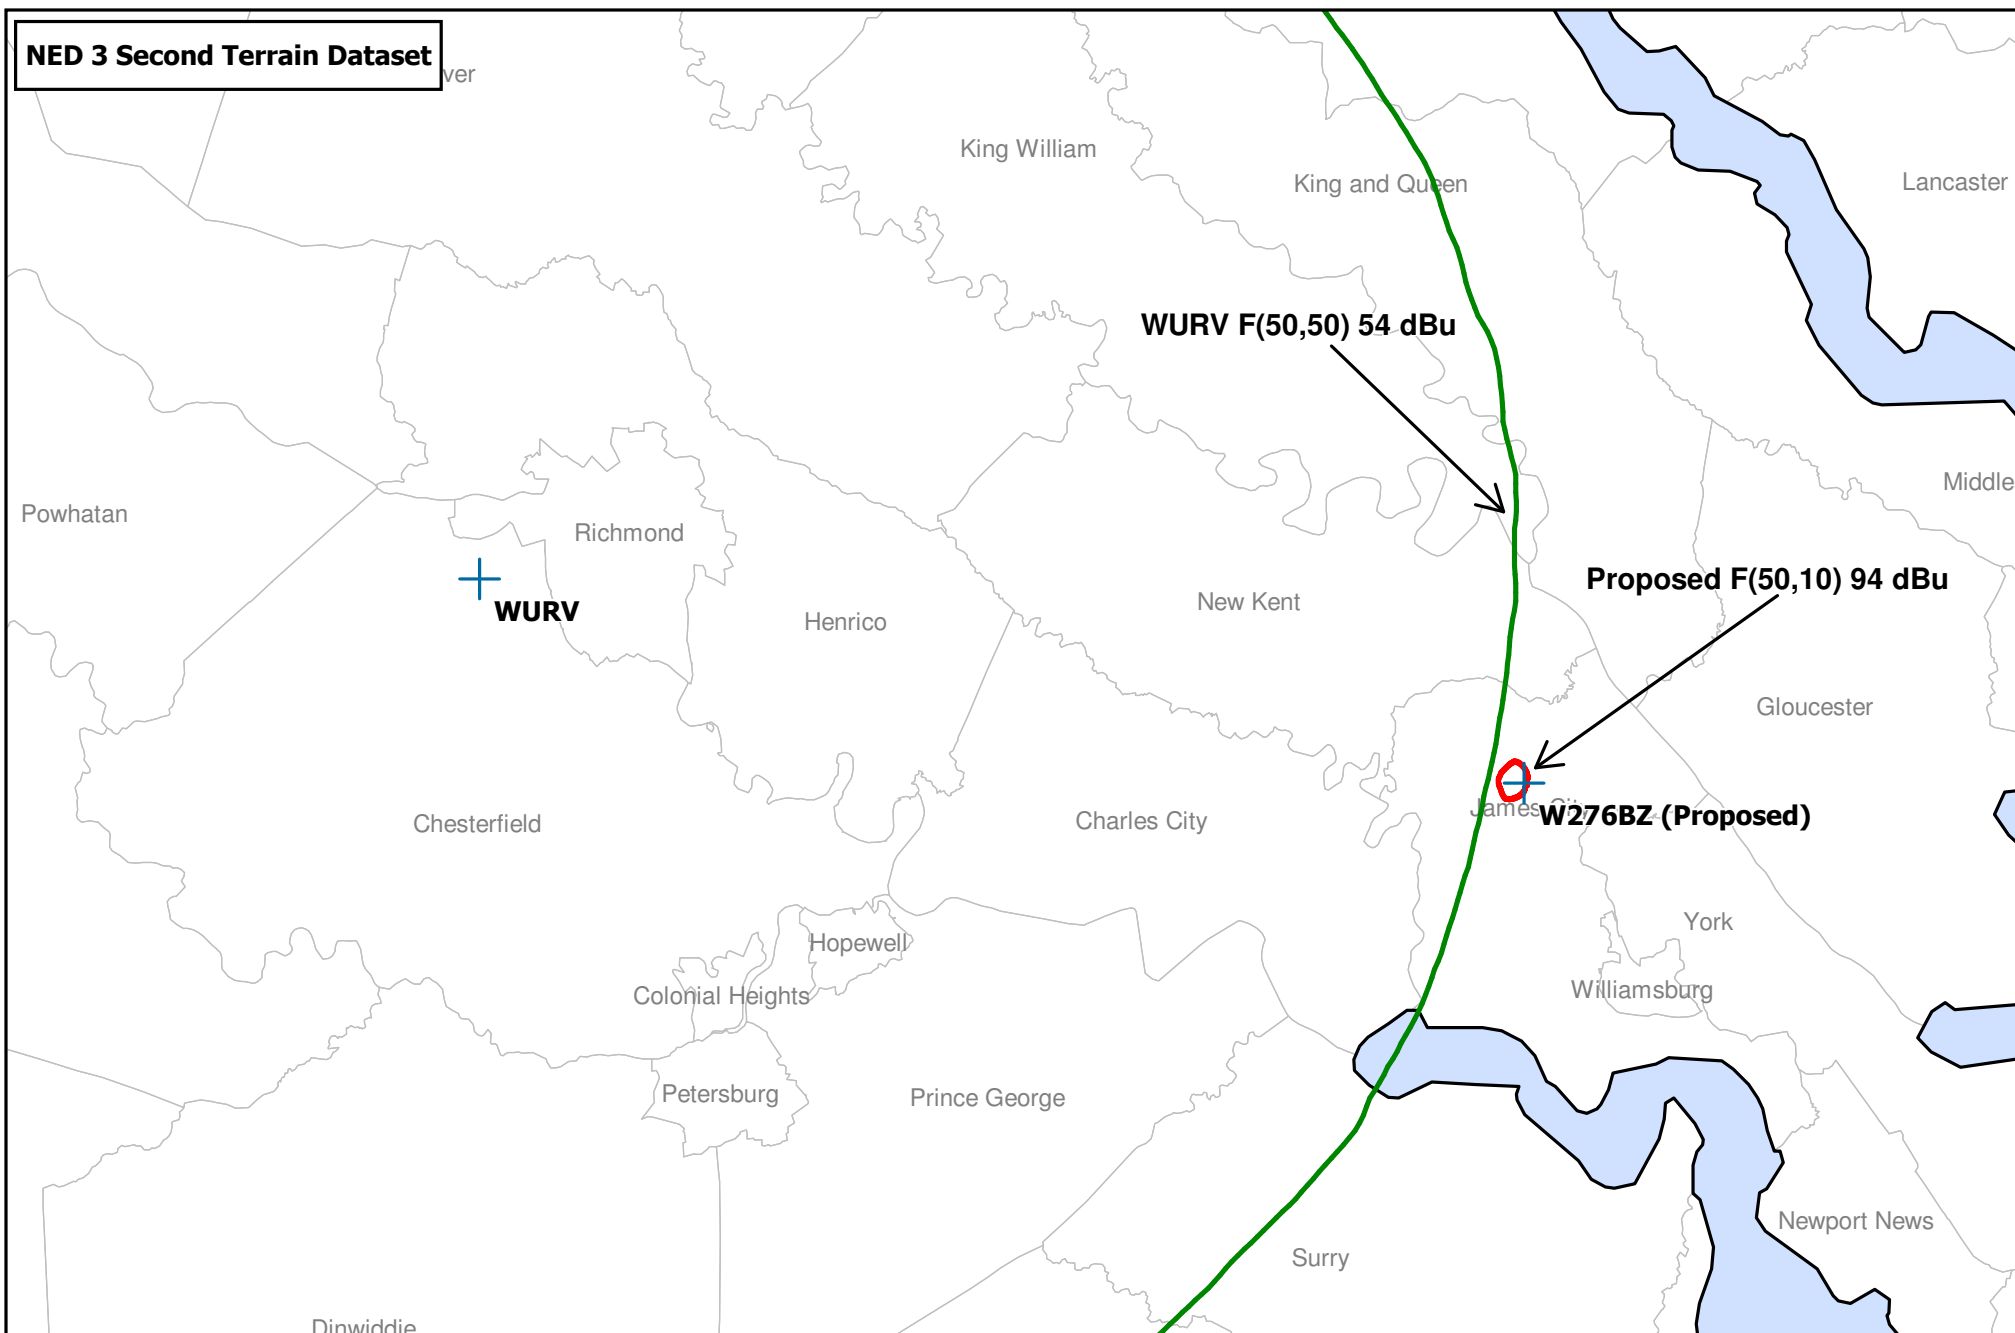 NED 3 Second Terrain Dataset
ver
King William
King and Queen
Lancaster
WURV F(50,50) 54 dBu
Middle
Powhatan
Richmond
Proposed F(50,10) 94 dBu
WURV
New Kent
Henrico
Gloucester
James City
W276BZ (Proposed)
Chesterfield
Charles City
York
Hopewell
Williamsburg
Colonial Heights
Petersburg
Prince George
Newport News
Surry
Dinwiddie